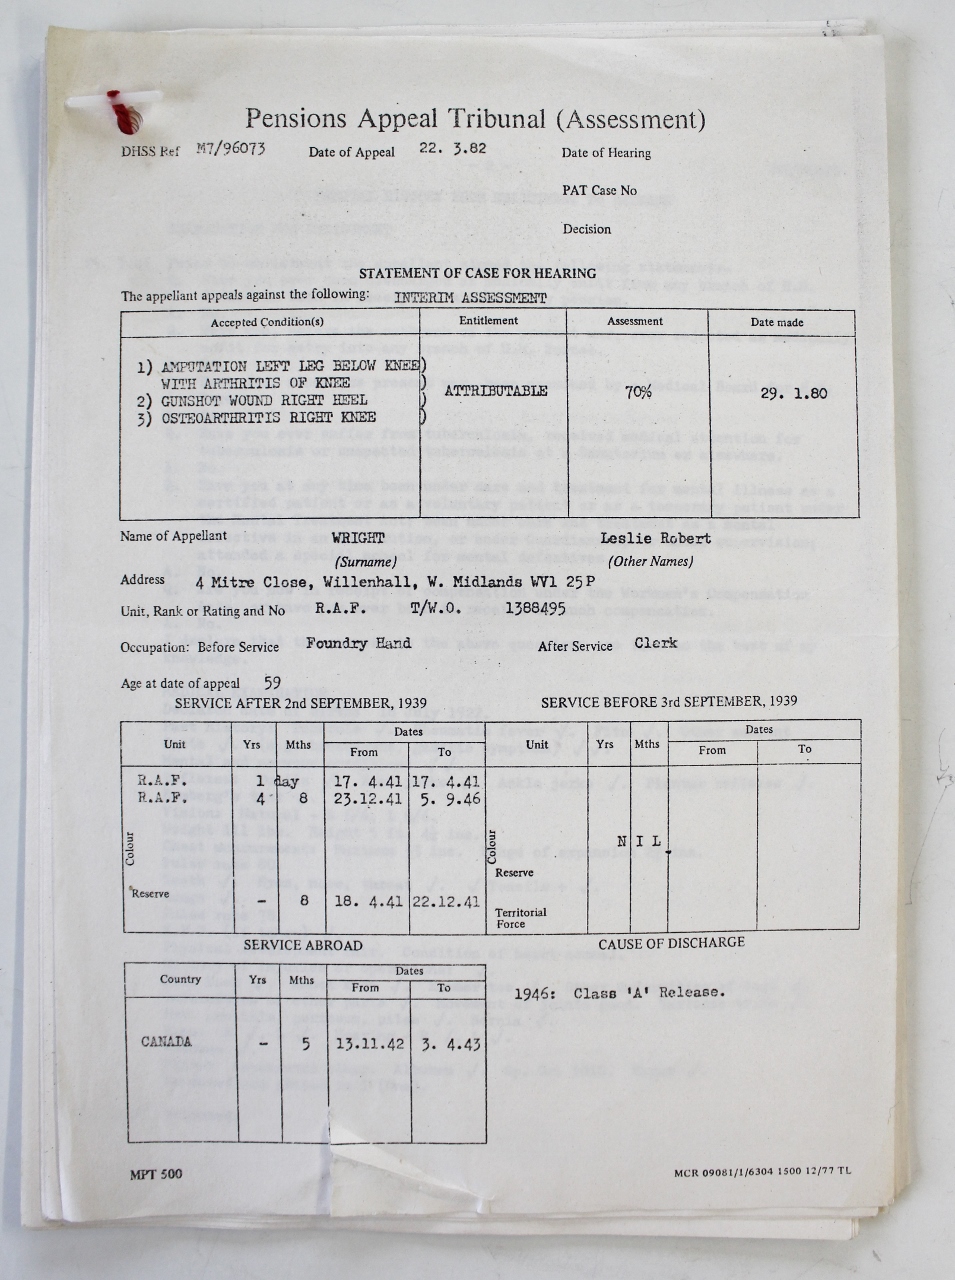 Pensions Appeal Tribunal (Assessment)
DHSS Ref M7/96073 Date of Appeal 22. 3.82 Date of Hearing
PAT Case No
Decision
STATEMENT OF CASE FOR HEARING
The appellant appeals against the following: INTERIM ASSESSMENT
Accepted Condition(s) Entitlement Assessment Date made
1) AMPUTATION LEFT LEG BELOW KNEE)
WITH ARTHRITIS OF KNEE )
2) GUNSHOT WOUND RIGHT HEEL )
3) OSTEOARTHRITIS RIGHT KNEE )
ATTRIBUTABLE 70% 29. 1.80
Name of Appellant WRIGHT Leslie Robert
(Surname) (Other Names)
Address 4 Mitre Close, Willenhall, W. Midlands WV1 25P
Unit, Rank or Rating and No R.A.F. T/W.O. 1388495
Occupation: Before Service Foundry Hand After Service Clerk
Age at date of appeal 59
SERVICE AFTER 2nd SEPTEMBER, 1939 SERVICE BEFORE 3rd SEPTEMBER, 1939
Unit Yrs Mths Dates Unit Yrs Mths Dates
From To From To
R.A.F. 1 day 17. 4.41 17. 4.41
R.A.F. 4 8 23.12.41 5. 9.46
Colour Colour N I L
Reserve
Reserve - 8 18. 4.41 22.12.41
Territorial
Force
SERVICE ABROAD CAUSE OF DISCHARGE
Country Yrs Mths Dates
From To
1946: Class 'A' Release.
CANADA - 5 13.11.42 3. 4.43
MPT 500 MCR 09081/1/6304 1500 12/77 TL